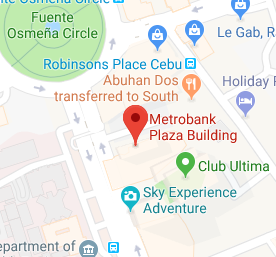 Fuente
Osmeña Circle
Le Gab, R
Robinsons Place Cebu
Abuhan Dos
transferred to South
Holiday
Metrobank
Plaza Building
Club Ultima
Sky Experience
Adventure
Department of